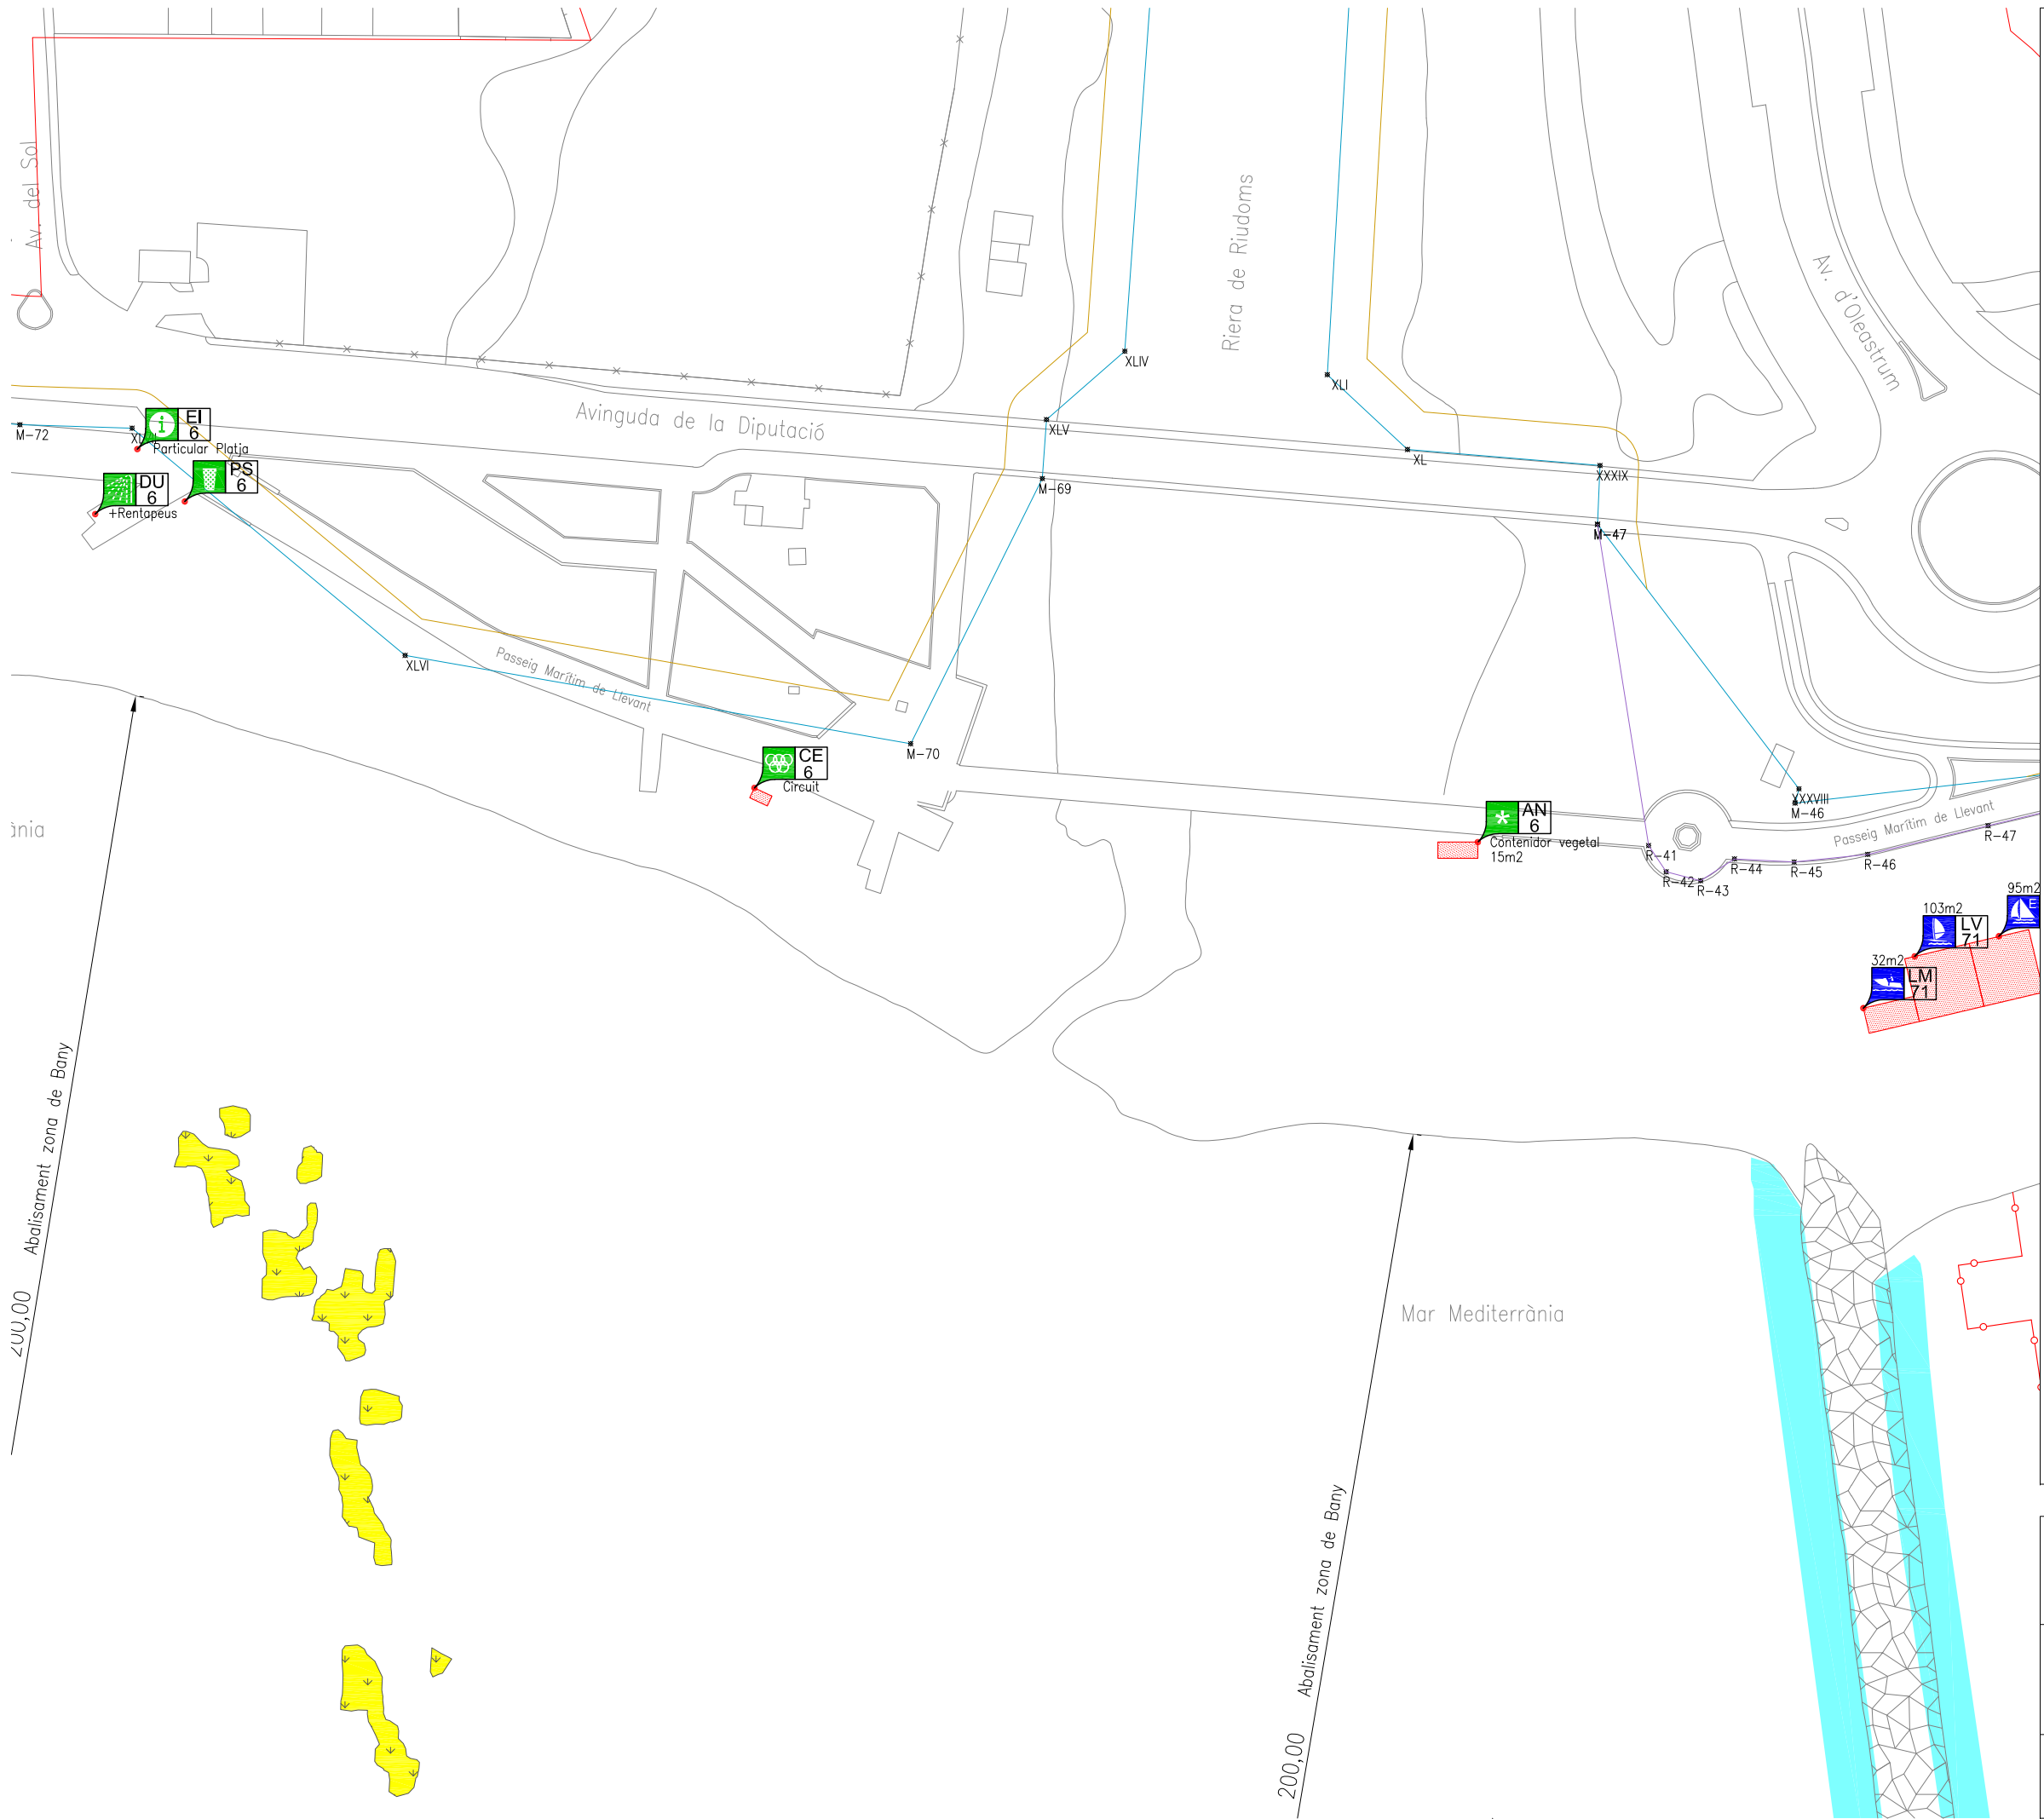 Av. del Sol
Riera de Riudoms
Av. d'Oleastrum
XLIV
XLI
Avinguda de la Diputació
XLV
XL
XXXIX
M-72
EI
6
Particular Platja
PS
6
DU
6
+Rentapeus
M-69
M-47
XLVI
Passeig Marítim de Llevant
M-70
CE
6
Circuit
XXXVIII
M-46
AN
6
Contenidor vegetal
15m2
Passeig Marítim de Llevant
R-47
R-41
R-42
R-43
R-44
R-45
R-46
ània
95m2
E
103m2
LV
71
32m2
LM
71
Abalisament zona de Bany
200,00
Mar Mediterrània
Abalisament zona de Bany
200,00